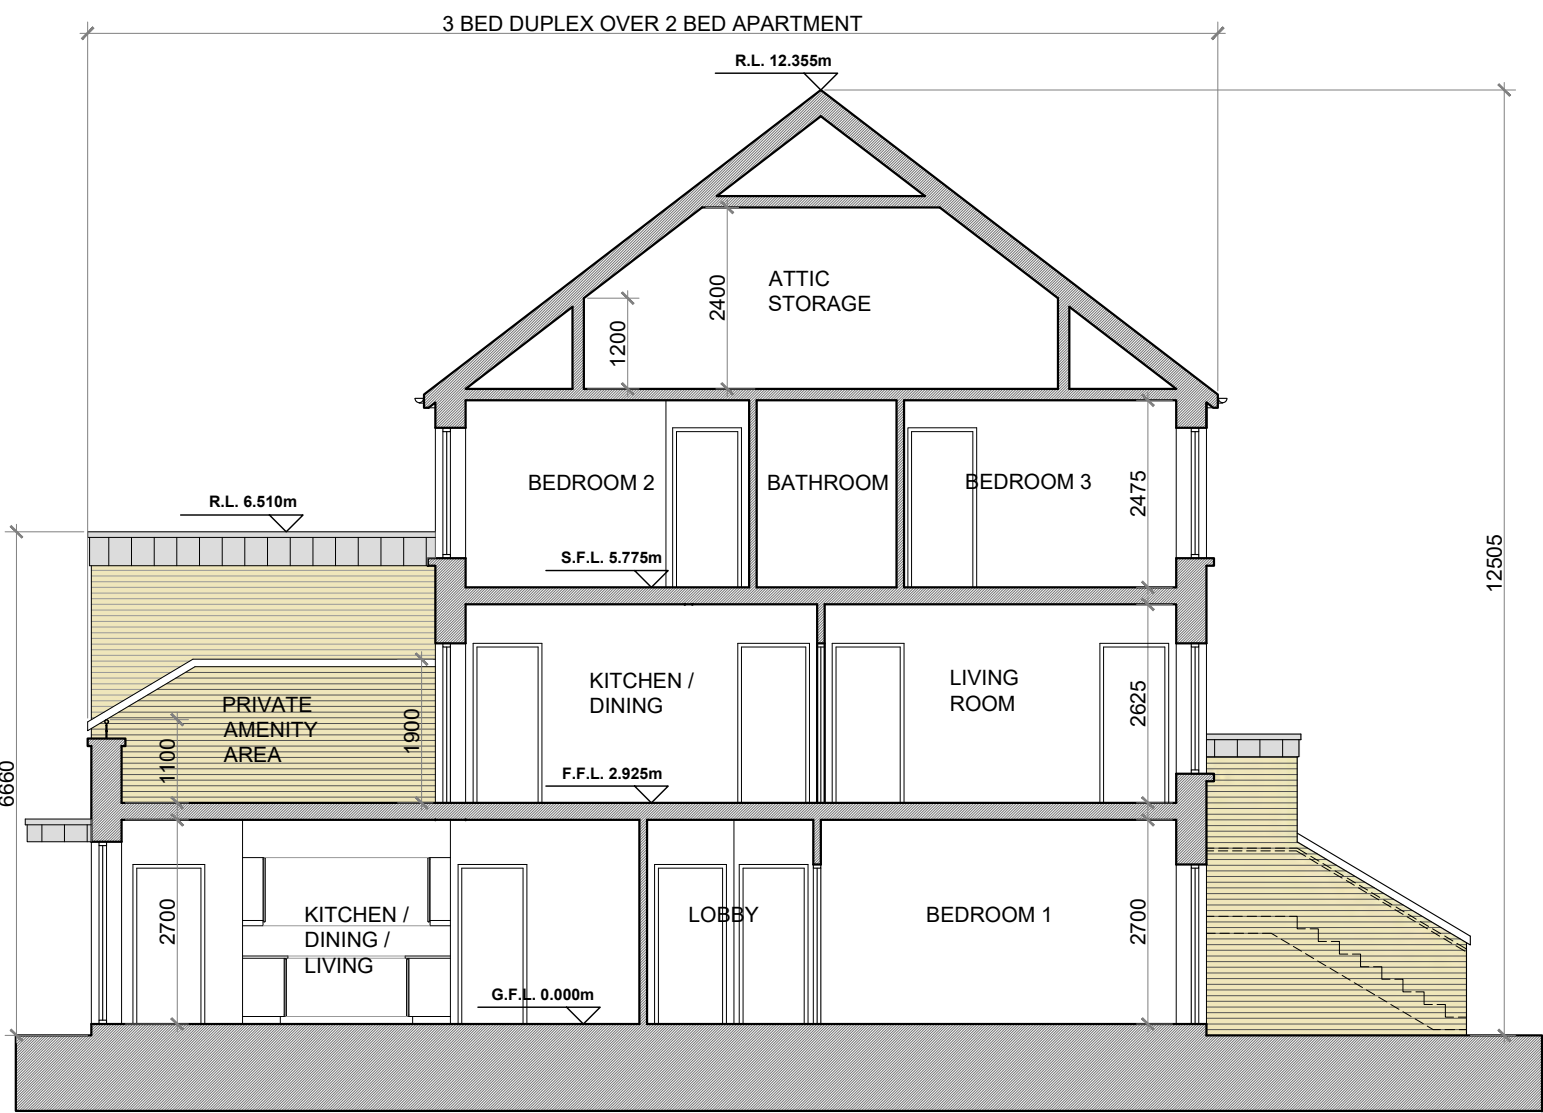 3 BED DUPLEX OVER 2 BED APARTMENT
R.L. 12.355m
ATTIC
STORAGE
2400
1200
BEDROOM 2
BATHROOM
BEDROOM 3
2475
R.L. 6.510m
S.F.L. 5.775m
12505
KITCHEN /
DINING
LIVING
ROOM
2625
PRIVATE
AMENITY
AREA
1900
1100
F.F.L. 2.925m
6660
KITCHEN /
DINING /
LIVING
2700
LOBBY
BEDROOM 1
2700
G.F.L. 0.000m